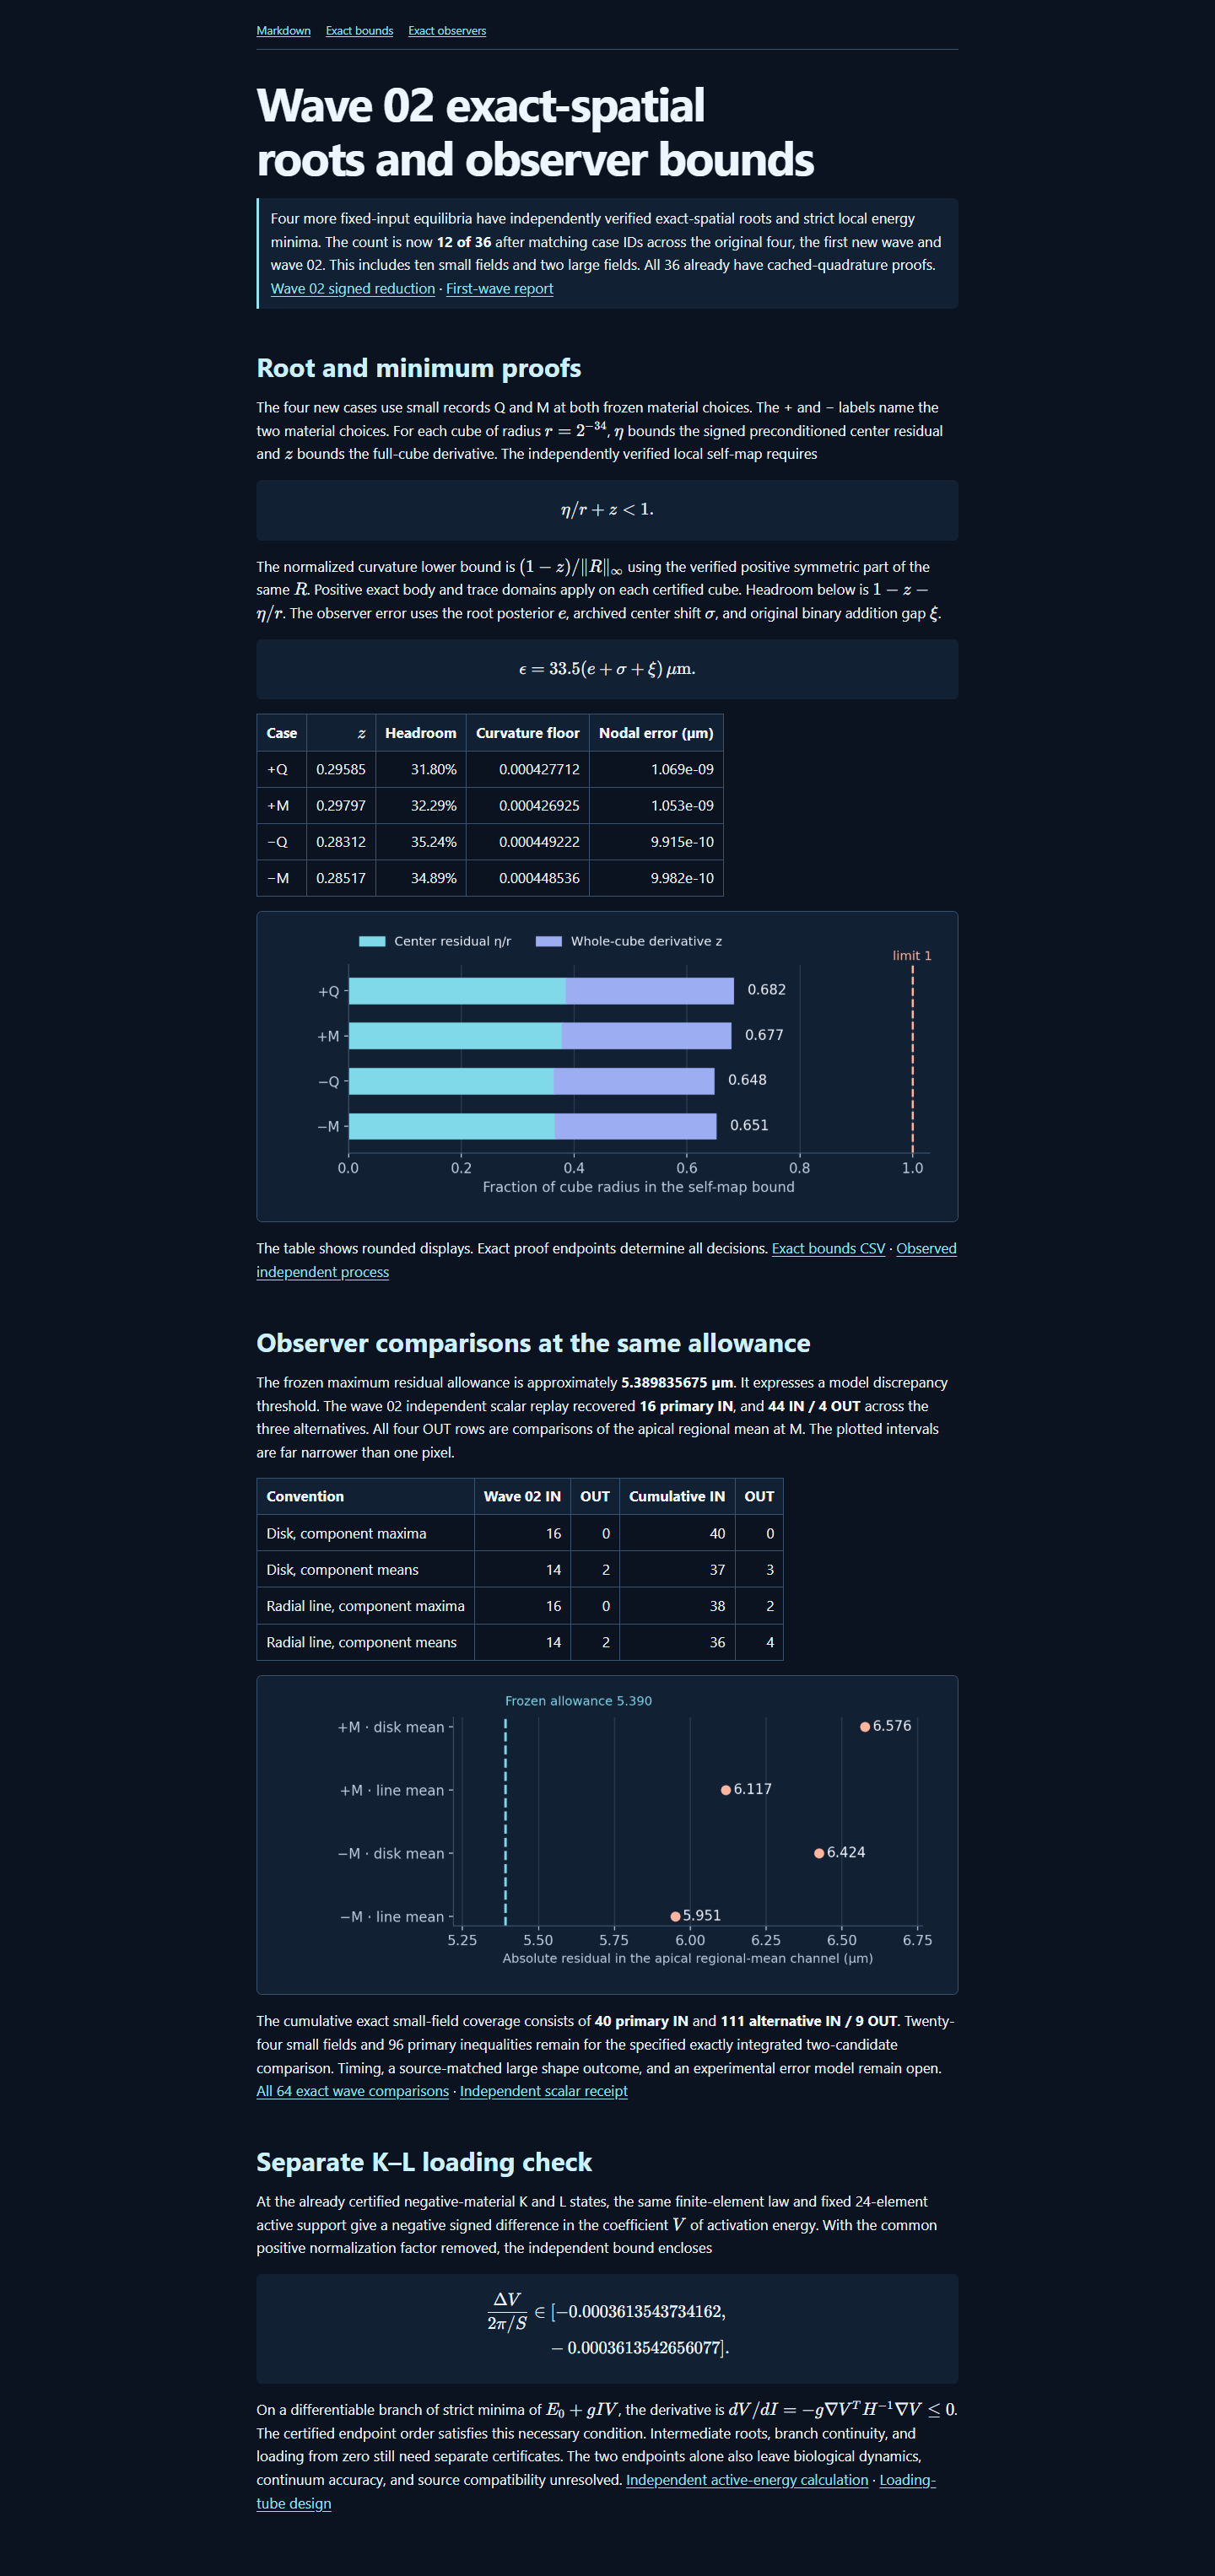 Markdown Exact bounds Exact observers
Wave 02 exact-spatial
roots and observer bounds
Four more fixed-input equilibria have independently verified exact-spatial roots and strict local energy
minima. The count is now 12 of 36 after matching case IDs across the original four, the first new wave and
wave 02. This includes ten small fields and two large fields. All 36 already have cached-quadrature proofs.
Wave 02 signed reduction · First-wave report
Root and minimum proofs
The four new cases use small records Q and M at both frozen material choices. The + and − labels name the
two material choices. For each cube of radius r = 2⁻³⁴, η bounds the signed preconditioned center residual
and z bounds the full-cube derivative. The independently verified local self-map requires
η/r + z < 1.
The normalized curvature lower bound is (1 − z)/‖R‖∞ using the verified positive symmetric part of the
same R. Positive exact body and trace domains apply on each certified cube. Headroom below is 1 − z −
η/r. The observer error uses the root posterior e, archived center shift σ, and original binary addition gap ξ.
ϵ = 33.5(e + σ + ξ) μm.
Case z Headroom Curvature floor Nodal error (μm)
+Q 0.29585 31.80% 0.000427712 1.069e-09
+M 0.29797 32.29% 0.000426925 1.053e-09
−Q 0.28312 35.24% 0.000449222 9.915e-10
−M 0.28517 34.89% 0.000448536 9.982e-10
Center residual η/r Whole-cube derivative z
limit 1
+Q 0.682
+M 0.677
−Q 0.648
−M 0.651
0.0 0.2 0.4 0.6 0.8 1.0
Fraction of cube radius in the self-map bound
The table shows rounded displays. Exact proof endpoints determine all decisions. Exact bounds CSV · Observed
independent process
Observer comparisons at the same allowance
The frozen maximum residual allowance is approximately 5.389835675 μm. It expresses a model discrepancy
threshold. The wave 02 independent scalar replay recovered 16 primary IN, and 44 IN / 4 OUT across the
three alternatives. All four OUT rows are comparisons of the apical regional mean at M. The plotted intervals
are far narrower than one pixel.
Convention Wave 02 IN OUT Cumulative IN OUT
Disk, component maxima 16 0 40 0
Disk, component means 14 2 37 3
Radial line, component maxima 16 0 38 2
Radial line, component means 14 2 36 4
Frozen allowance 5.390
+M · disk mean 6.576
+M · line mean 6.117
−M · disk mean 6.424
−M · line mean 5.951
5.25 5.50 5.75 6.00 6.25 6.50 6.75
Absolute residual in the apical regional-mean channel (μm)
The cumulative exact small-field coverage consists of 40 primary IN and 111 alternative IN / 9 OUT. Twenty-
four small fields and 96 primary inequalities remain for the specified exactly integrated two-candidate
comparison. Timing, a source-matched large shape outcome, and an experimental error model remain open.
All 64 exact wave comparisons · Independent scalar receipt
Separate K–L loading check
At the already certified negative-material K and L states, the same finite-element law and fixed 24-element
active support give a negative signed difference in the coefficient V of activation energy. With the common
positive normalization factor removed, the independent bound encloses
ΔV
2π/S ∈ [−0.0003613543734162,
− 0.0003613542656077].
On a differentiable branch of strict minima of E₀ + gIV, the derivative is dV/dI = −g∇Vᵀ H⁻¹∇V ≤ 0.
The certified endpoint order satisfies this necessary condition. Intermediate roots, branch continuity, and
loading from zero still need separate certificates. The two endpoints alone also leave biological dynamics,
continuum accuracy, and source compatibility unresolved. Independent active-energy calculation · Loading-
tube design